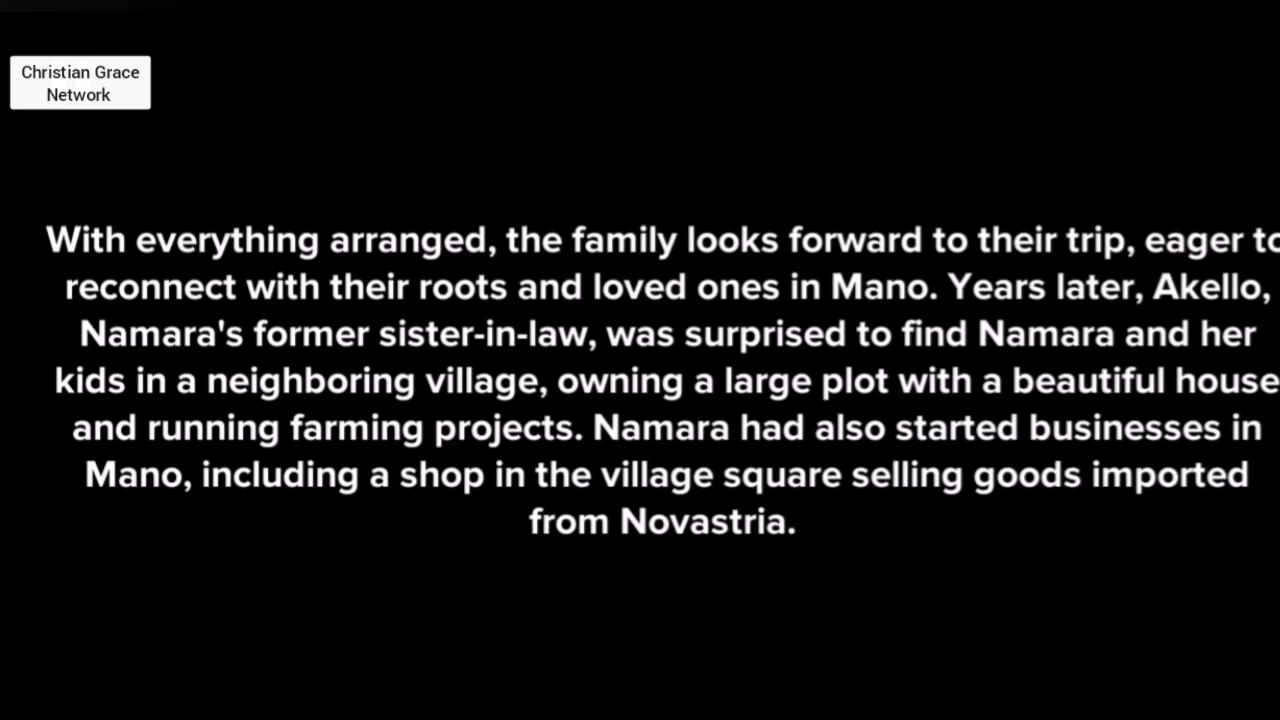 Christian Grace
Network
With everything arranged, the family looks forward to their trip, eager to
reconnect with their roots and loved ones in Mano. Years later, Akello,
Namara's former sister-in-law, was surprised to find Namara and her
kids in a neighboring village, owning a large plot with a beautiful house
and running farming projects. Namara had also started businesses in
Mano, including a shop in the village square selling goods imported
from Novastria.